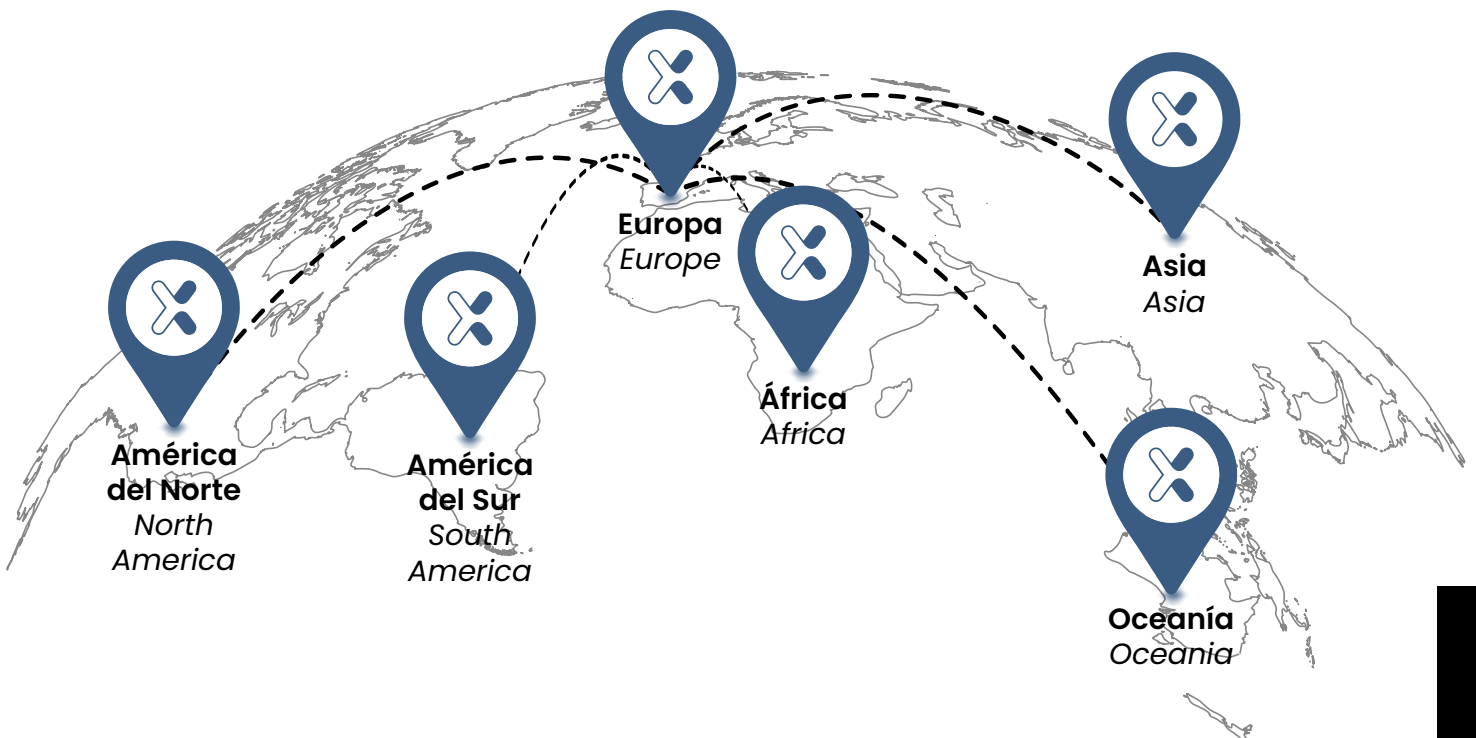 Europa
Europe
Asia
Asia
África
Africa
América
del Norte
North
America
América
del Sur
South
America
Oceanía
Oceania